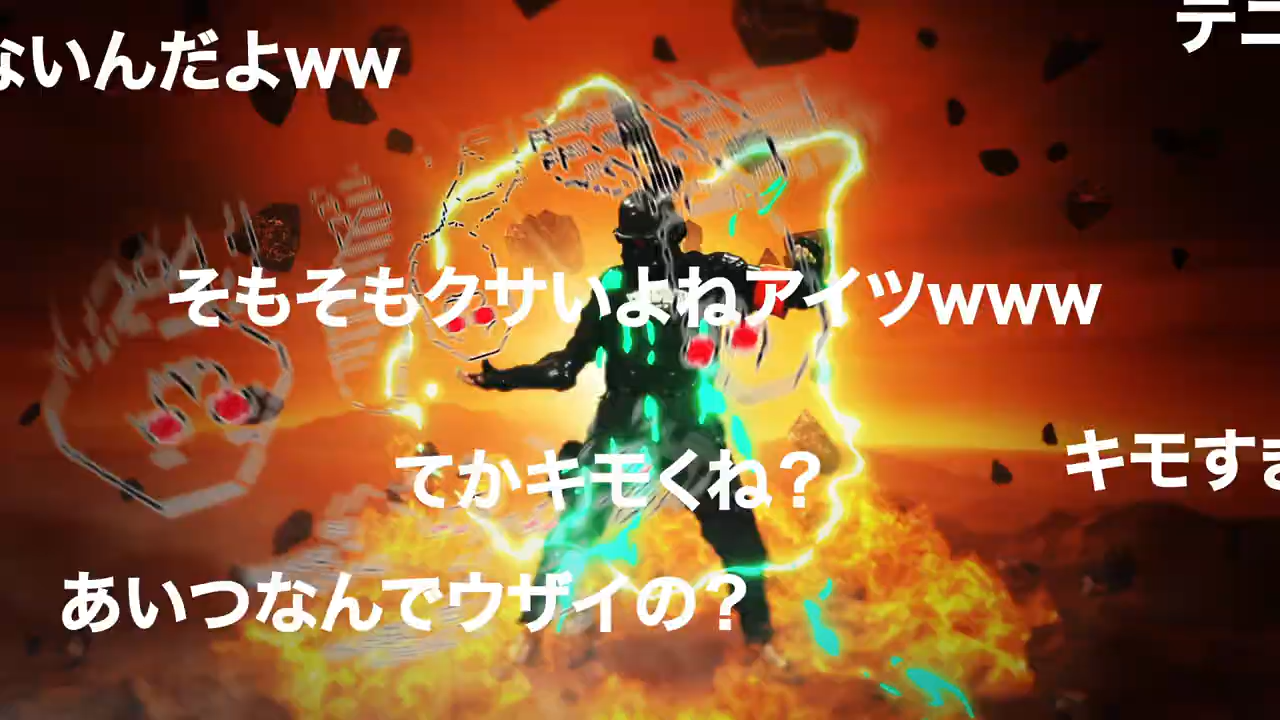 テニ
ないんだよww
そもそもクサいよねアイツwww
キモすぎ
てかキモくね？
あいつなんでウザイの？